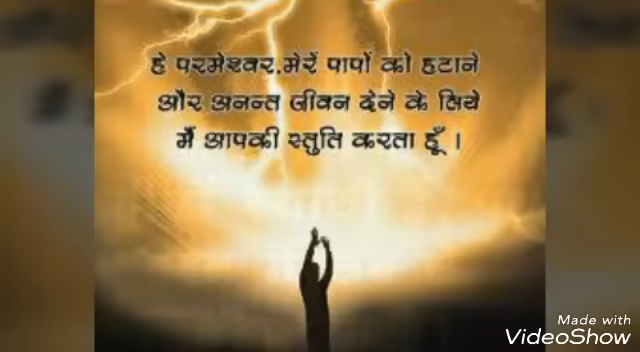 हे परमेश्वर.मेरें पापों को हटाने
और अनन्त जीवन देने के लिये
मैं आपकी स्तुति करता हूँ ।
Made with
VideoShow